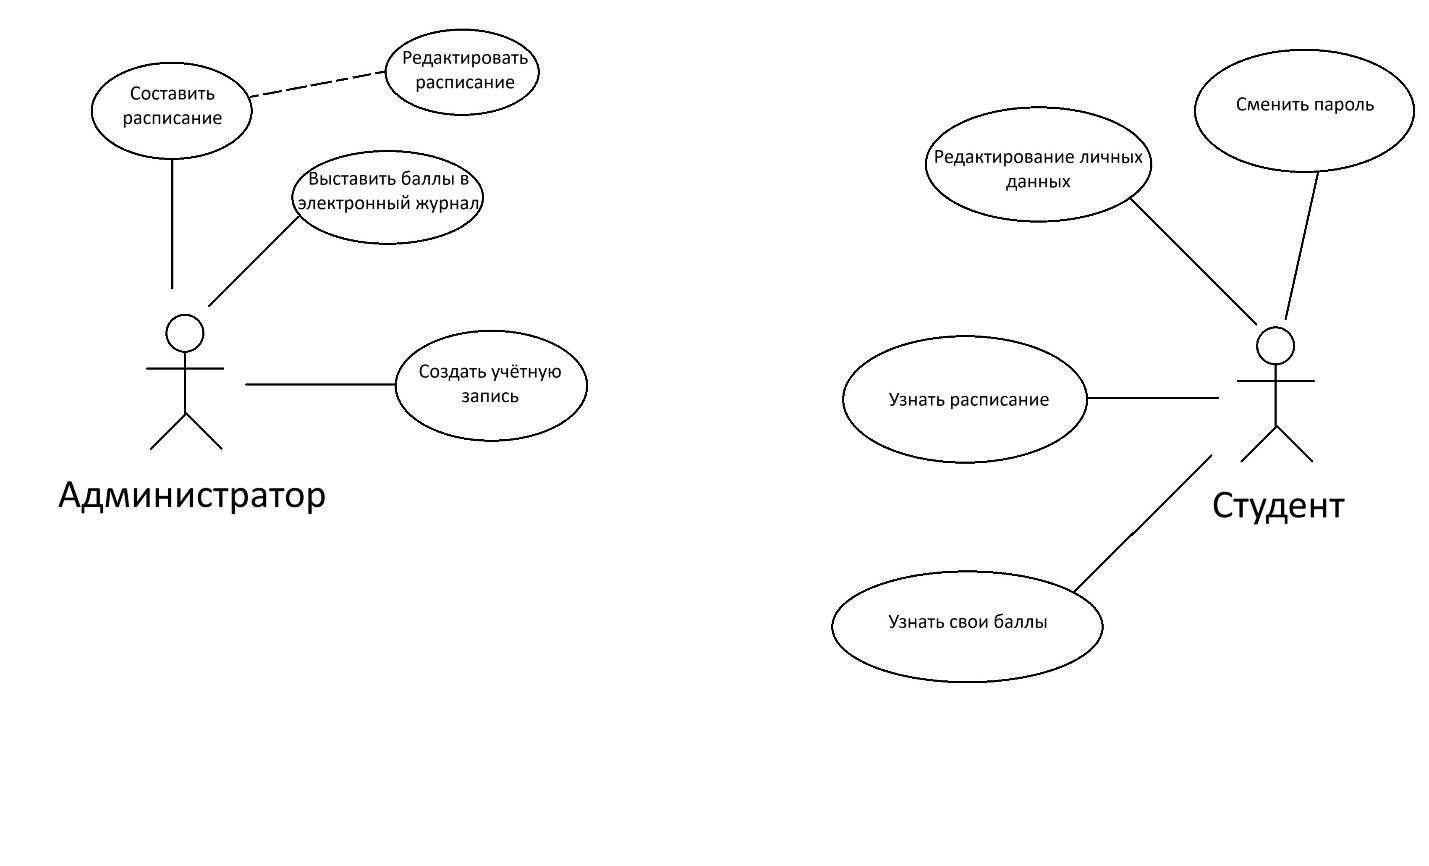 Составить
расписание
Редактировать
расписание
Выставить баллы в
электронный журнал
Создать учётную
запись
Администратор
Сменить пароль
Редактирование личных
данных
Узнать расписание
Студент
Узнать свои баллы